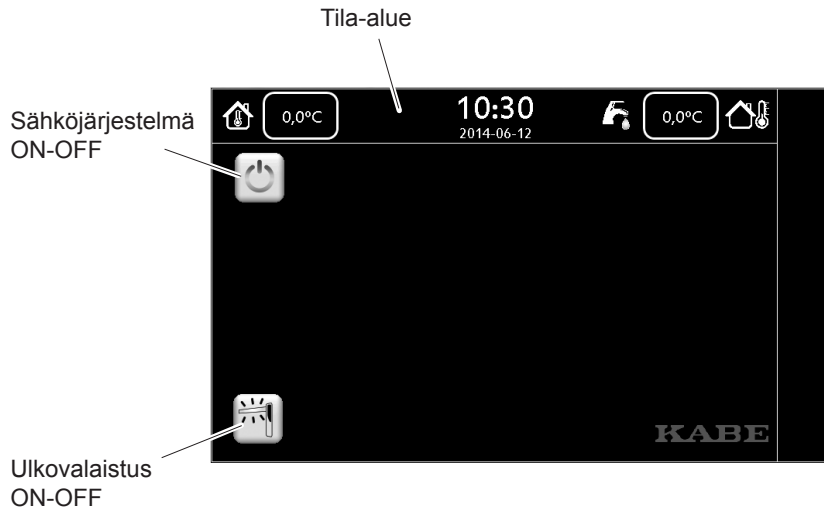 Tila-alue
Sähköjärjestelmä
ON-OFF
0,0°C
10:30
2014-06-12
0,0°C
KABE
Ulkovalaistus
ON-OFF